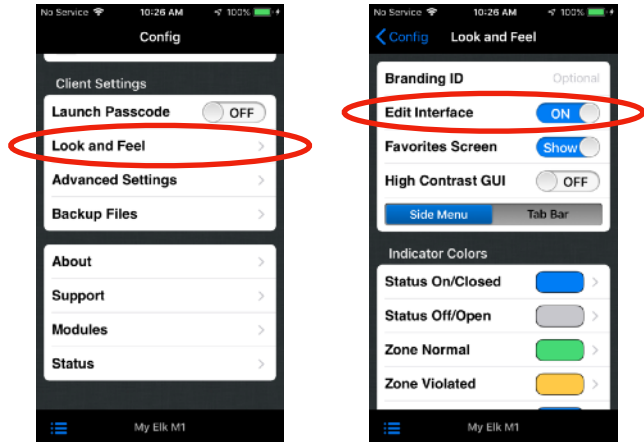 No Service 10:26 AM 100%
Config
Client Settings
Launch Passcode OFF
Look and Feel
Advanced Settings
Backup Files
About
Support
Modules
Status
My Elk M1
No Service 10:26 AM 100%
Config Look and Feel
Branding ID Optional
Edit Interface ON
Favorites Screen Show
High Contrast GUI OFF
Side Menu Tab Bar
Indicator Colors
Status On/Closed
Status Off/Open
Zone Normal
Zone Violated
My Elk M1